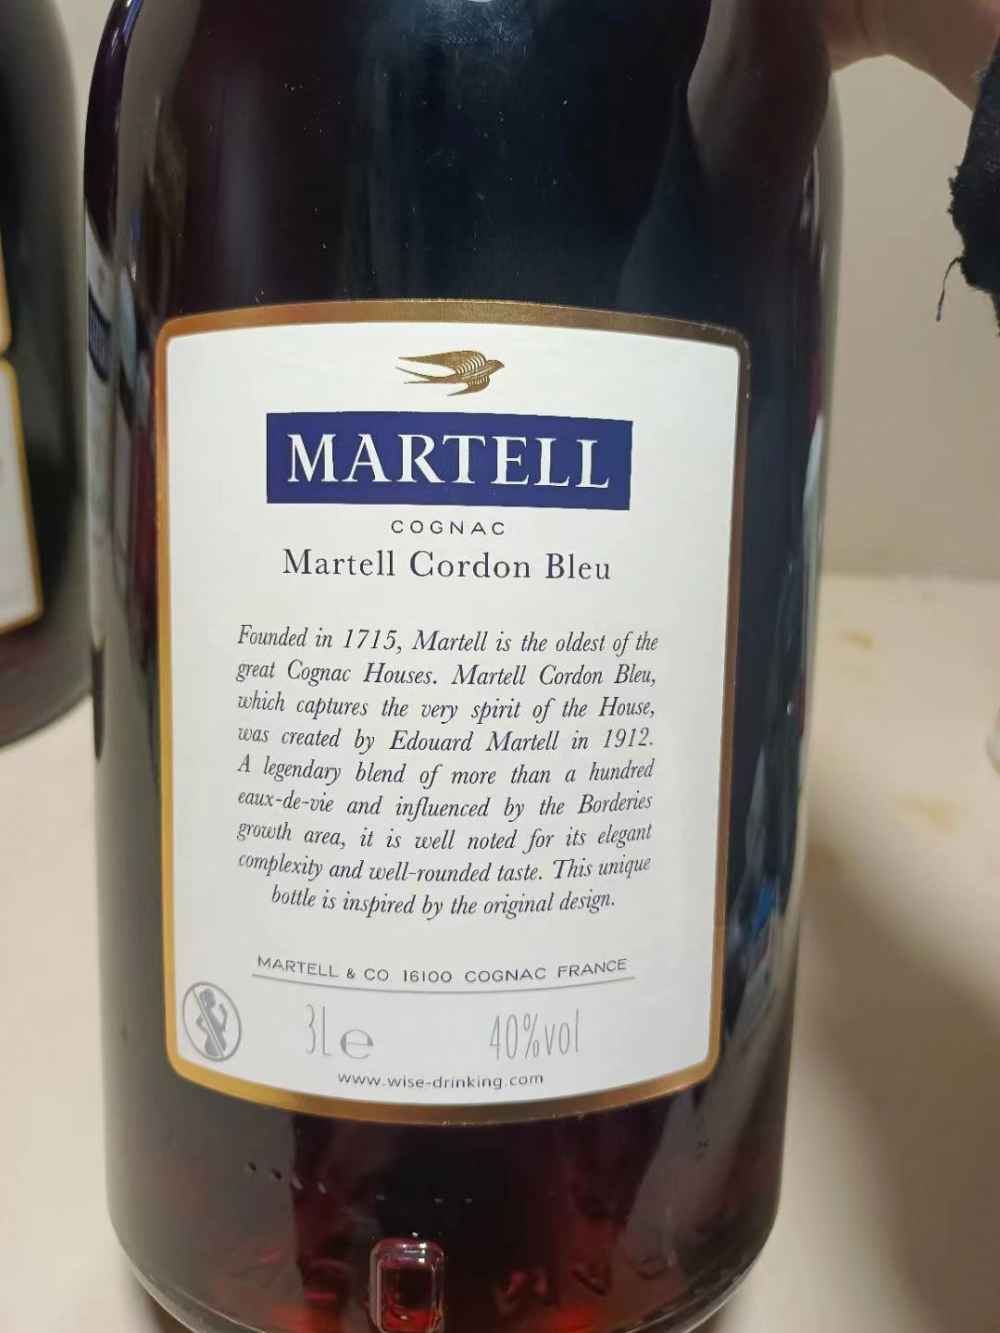 MARTELL
COGNAC
Martell Cordon Bleu
Founded in 1715, Martell is the oldest of the
great Cognac Houses. Martell Cordon Bleu,
which captures the very spirit of the House,
was created by Edouard Martell in 1912.
A legendary blend of more than a hundred
eaux-de-vie and influenced by the Borderies
growth area, it is well noted for its elegant
complexity and well-rounded taste. This unique
bottle is inspired by the original design.
MARTELL & CO 16100 COGNAC FRANCE
3L e 40%vol
www.wise-drinking.com